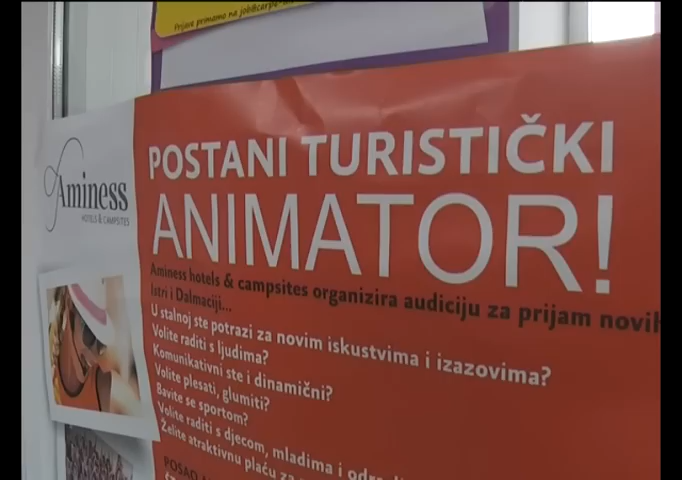 Prijave primamo na
Aminess
HOTELS & CAMPSITES
POSTANI TURISTIČKI
ANIMATOR!
Aminess hotels & campsites organizira audiciju za prijam novih
Istri i Dalmaciji...
U stalnoj ste potrazi za novim iskustvima i izazovima?
Volite raditi s ljudima?
Komunikativni ste i dinamični?
Volite plesati, glumiti?
Bavite se sportom?
Volite raditi s djecom, mladima i
Želite atraktivnu plaću za